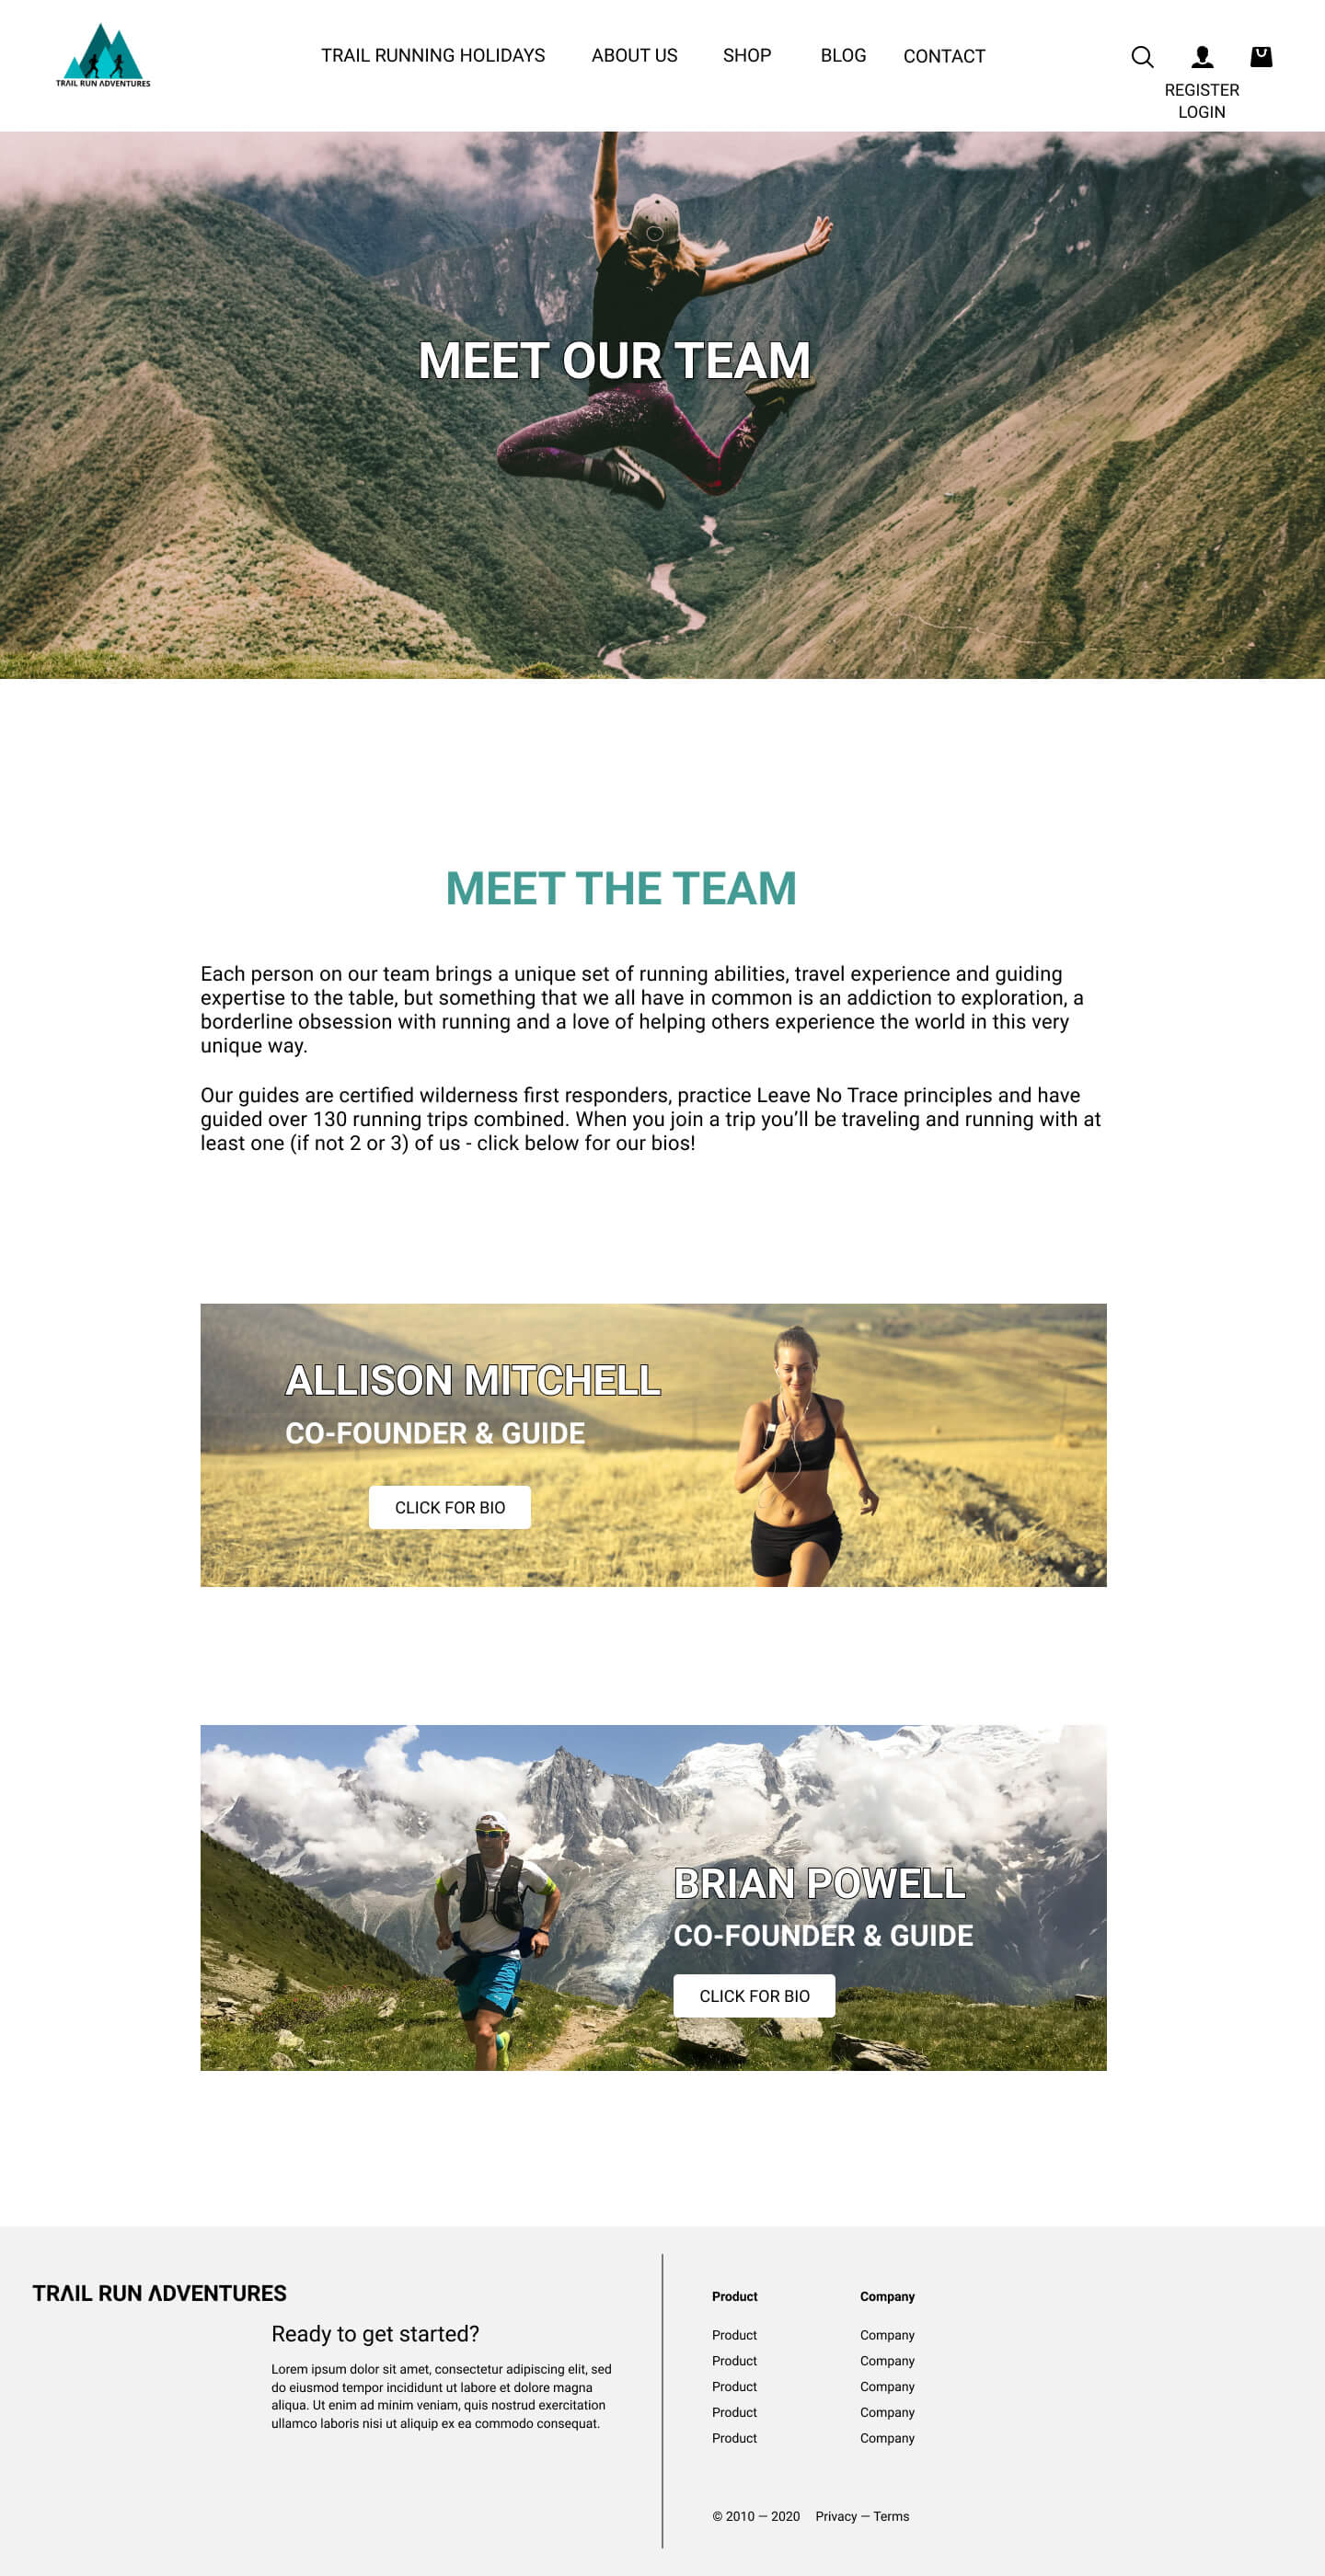 TRAIL RUN ADVENTURES
TRAIL RUNNING HOLIDAYS
ABOUT US
SHOP
BLOG
CONTACT
REGISTER
LOGIN
MEET OUR TEAM
MEET THE TEAM
Each person on our team brings a unique set of running abilities, travel experience and guiding
expertise to the table, but something that we all have in common is an addiction to exploration, a
borderline obsession with running and a love of helping others experience the world in this very
unique way.
Our guides are certified wilderness first responders, practice Leave No Trace principles and have
guided over 130 running trips combined. When you join a trip you’ll be traveling and running with at
least one (if not 2 or 3) of us - click below for our bios!
ALLISON MITCHELL
CO-FOUNDER & GUIDE
CLICK FOR BIO
BRIAN POWELL
CO-FOUNDER & GUIDE
CLICK FOR BIO
TRAIL RUN ADVENTURES
Ready to get started?
Lorem ipsum dolor sit amet, consectetur adipiscing elit, sed
do eiusmod tempor incididunt ut labore et dolore magna
aliqua. Ut enim ad minim veniam, quis nostrud exercitation
ullamco laboris nisi ut aliquip ex ea commodo consequat.
Product
Product
Product
Product
Product
Product
Company
Company
Company
Company
Company
Company
© 2010 — 2020
Privacy — Terms